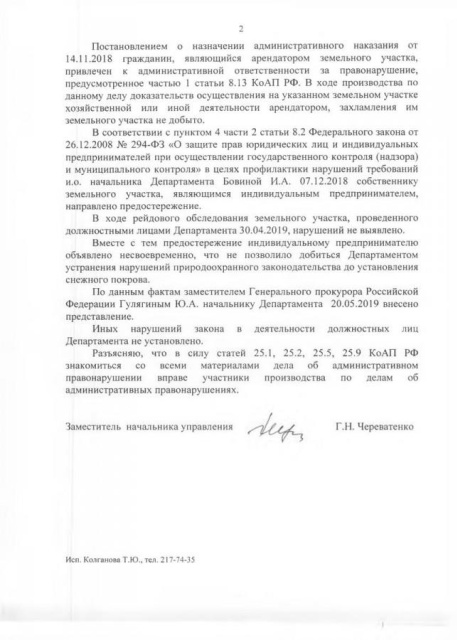 2
Постановлением о назначении административного наказания от
14.11.2018 гражданин, являющийся арендатором земельного участка,
привлечен к административной ответственности за правонарушение,
предусмотренное частью 1 статьи 8.13 КоАП РФ. В ходе производства по
данному делу доказательств осуществления на указанном земельном участке
хозяйственной или иной деятельности арендатором, захламления им
земельного участка не добыто.
В соответствии с пунктом 4 части 2 статьи 8.2 Федерального закона от
26.12.2008 № 294-ФЗ «О защите прав юридических лиц и индивидуальных
предпринимателей при осуществлении государственного контроля (надзора)
и муниципального контроля» в целях профилактики нарушений требований
и.о. начальника Департамента Бовиной И.А. 07.12.2018 собственнику
земельного участка, являющимся индивидуальным предпринимателем,
направлено предостережение.
В ходе рейдового обследования земельного участка, проведенного
должностными лицами Департамента 30.04.2019, нарушений не выявлено.
Вместе с тем предостережение индивидуальному предпринимателю
объявлено несвоевременно, что не позволило добиться Департаментом
устранения нарушений природоохранного законодательства до установления
снежного покрова.
По данным фактам заместителем Генерального прокурора Российской
Федерации Гулягиным Ю.А. начальнику Департамента 20.05.2019 внесено
представление.
Иных нарушений закона в деятельности должностных лиц
Департамента не установлено.
Разъясняю, что в силу статей 25.1, 25.2, 25.5, 25.9 КоАП РФ
знакомиться со всеми материалами дела об административном
правонарушении вправе участники производства по делам об
административных правонарушениях.
Заместитель начальника управления Г.Н. Череватенко
Исп. Колганова Т.Ю., тел. 217-74-35